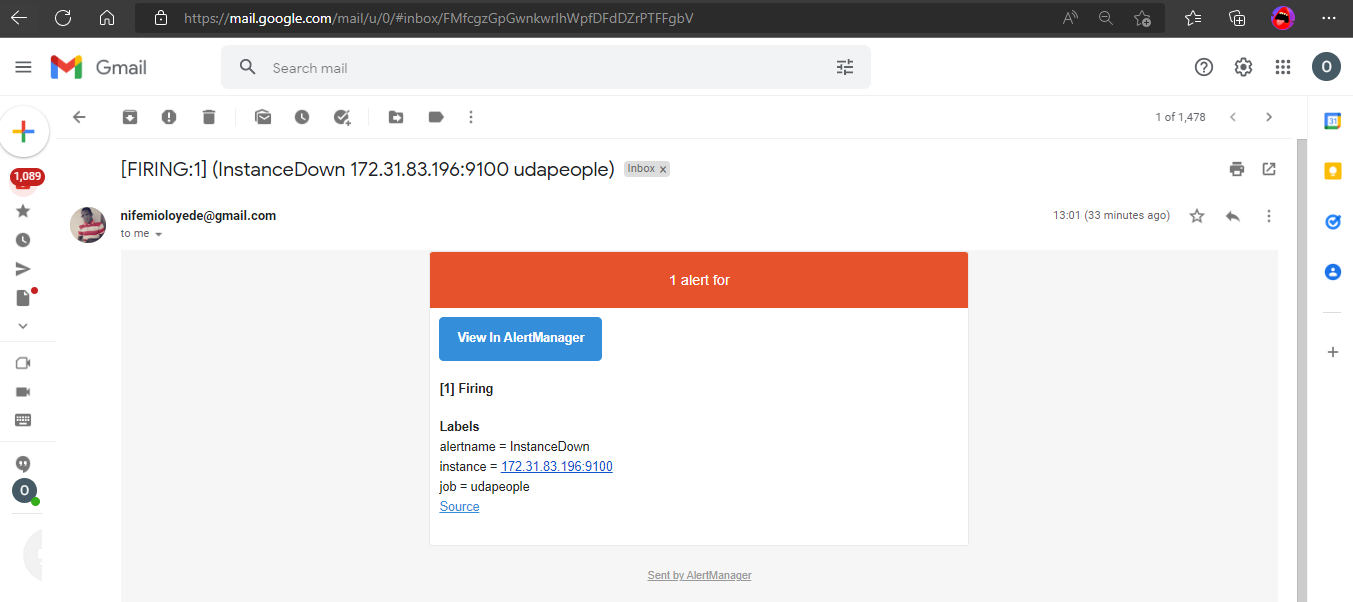 https://mail.google.com/mail/u/0/#inbox/FMfcgzGpGwnkwrlhWpfDFdDZrPTFFgbV
Gmail
Search mail
O
1 of 1,478
31
1,089
[FIRING:1] (InstanceDown 172.31.83.196:9100 udapeople)
Inbox x
nifemioloyede@gmail.com
13:01 (33 minutes ago)
to me
1 alert for
View In AlertManager
[1] Firing
Labels
alertname = InstanceDown
instance = 172.31.83.196:9100
job = udapeople
O
Source
Sent by AlertManager